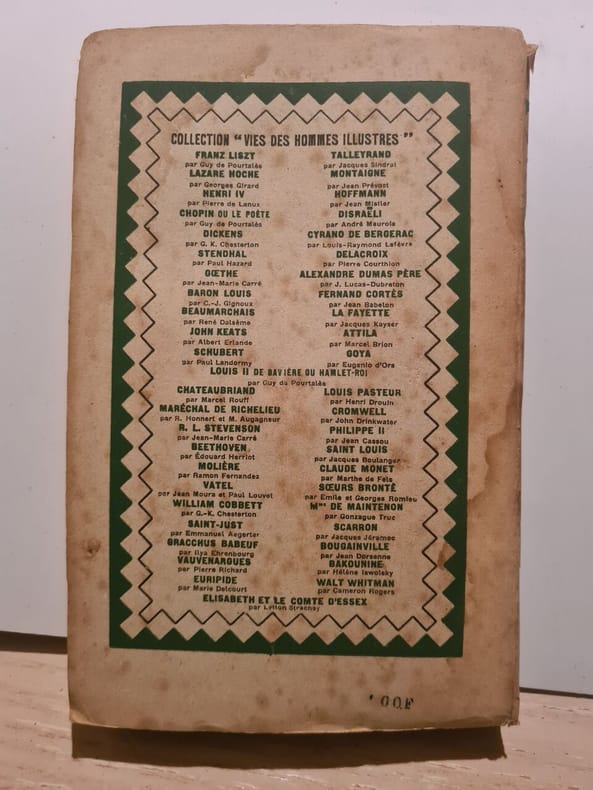 COLLECTION "VIES DES HOMMES ILLUSTRES"
FRANZ LISZT
par Guy de Pourtalès
LAZARE HOCHE
par Georges Girard
HENRI IV
par Pierre de Lanux
CHOPIN OU LE POÈTE
par Guy de Pourtalès
DICKENS
par G. K. Chesterton
STENDHAL
par Paul Hazard
GŒTHE
par Jean-Marie Carré
BARON LOUIS
par C.-J. Gignoux
BEAUMARCHAIS
par René Dalsème
JOHN KEATS
par Albert Erlande
SCHUBERT
par Paul Landormy
TALLEYRAND
par Jacques Sindral
MONTAIGNE
par Jean Prévost
HOFFMANN
par Jean Mistler
DISRAËLI
par André Maurois
CYRANO DE BERGERAC
par Louis-Raymond Lefèvre
DELACROIX
par Pierre Courthion
ALEXANDRE DUMAS PÈRE
par J. Lucas-Dubreton
FERNAND CORTÈS
par Jean Babelon
LA FAYETTE
par Jacques Kayser
ATTILA
par Marcel Brion
GOYA
par Eugenio d'Ors
LOUIS II DE BAVIÈRE OU HAMLET-ROI
par Guy de Pourtalès
CHATEAUBRIAND
par Marcel Rouff
MARÉCHAL DE RICHELIEU
par R. Honnert et M. Augagneur
R. L. STEVENSON
par Jean-Marie Carré
BEETHOVEN
par Édouard Herriot
MOLIÈRE
par Ramon Fernandez
VATEL
par Jean Moura et Paul Louvet
WILLIAM COBBETT
par G.-K. Chesterton
SAINT-JUST
par Emmanuel Aegerter
GRACCHUS BABEUF
par Ilya Ehrenbourg
VAUVENARGUES
par Pierre Richard
EURIPIDE
par Marie Delcourt
LOUIS PASTEUR
par Henri Drouin
CROMWELL
par John Drinkwater
PHILIPPE II
par Jean Cassou
SAINT LOUIS
par Jacques Boulanger
CLAUDE MONET
par Marthe de Fels
SŒURS BRONTË
par Emile et Georges Romieu
Mme DE MAINTENON
par Gonzague Truc
SCARRON
par Jacques Jéramec
BOUGAINVILLE
par Jean Dorsenne
BAKOUNINE
par Hélène Iswolsky
WALT WHITMAN
par Cameron Rogers
ELISABETH ET LE COMTE D'ESSEX
par Lytton Strachey